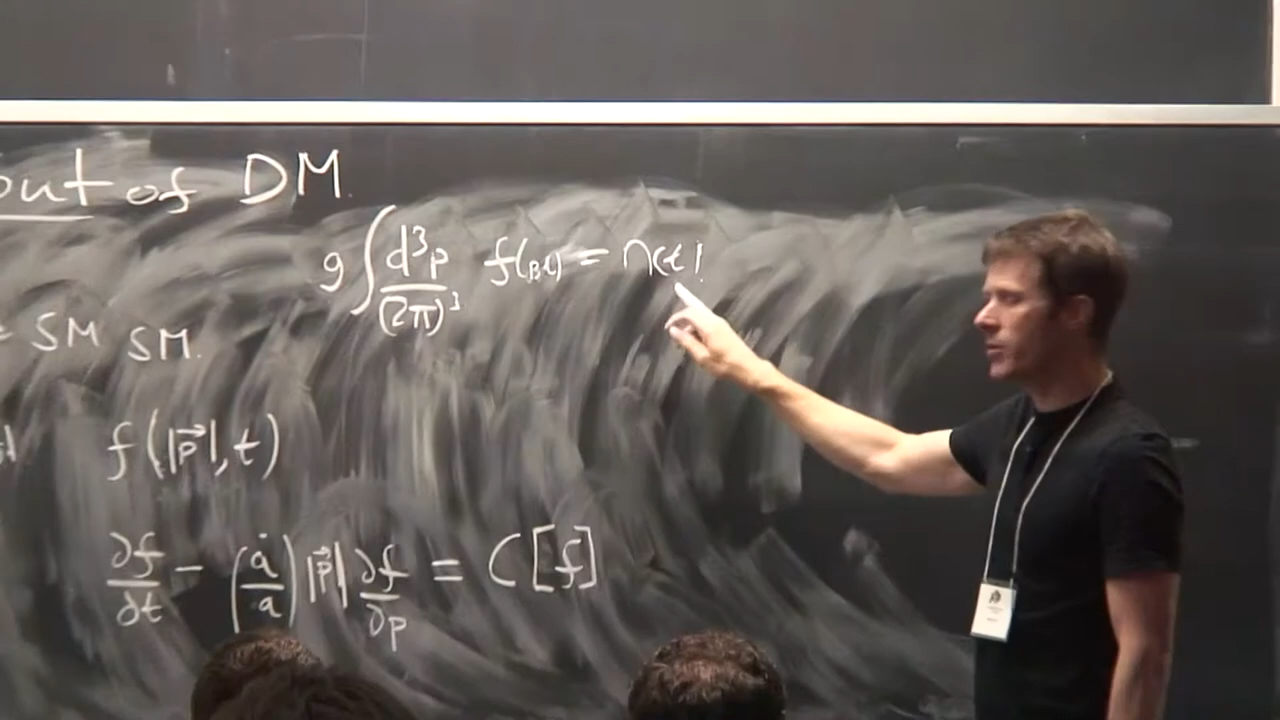 out of DM.
g ∫ d³p/(2π)³ f(p,t) = n(t)
= SM SM.
f(|p⃗|,t)
∂f/∂t - (ȧ/a)|p⃗| ∂f/∂p = C[f]